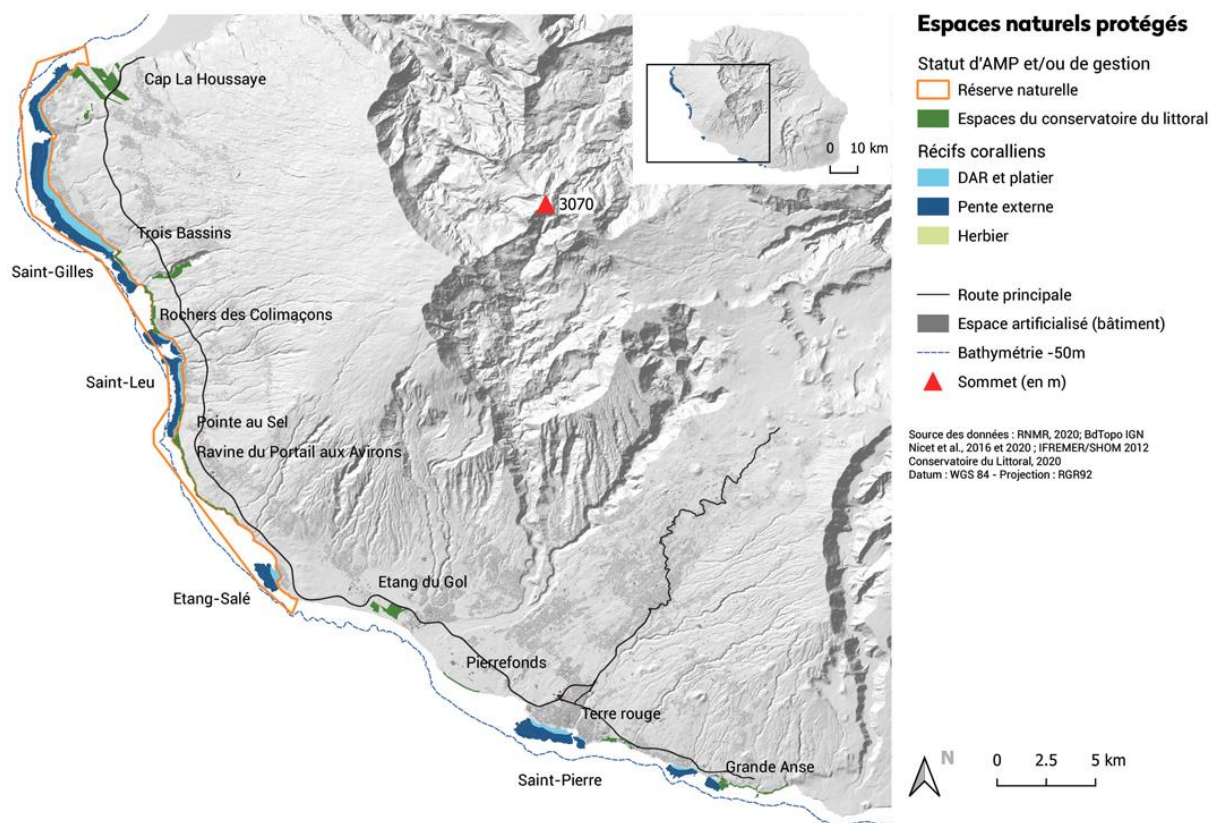 Espaces naturels protégés
Statut d'AMP et/ou de gestion
Réserve naturelle
Espaces du conservatoire du littoral
Récifs coralliens
DAR et platier
Pente externe
Herbier
Route principale
Espace artificialisé (bâtiment)
Bathymétrie -50m
Sommet (en m)
Source des données : RNMR, 2020; BdTopo IGN
Nicet et al., 2016 et 2020 ; IFREMER/SHOM 2012
Conservatoire du Littoral, 2020
Datum : WGS 84 - Projection : RGR92
N
0 2.5 5 km
0 10 km
Cap La Houssaye
3070
Trois Bassins
Saint-Gilles
Rochers des Colimaçons
Saint-Leu
Pointe au Sel
Ravine du Portail aux Avirons
Etang du Gol
Etang-Salé
Pierrefonds
Terre rouge
Grande Anse
Saint-Pierre